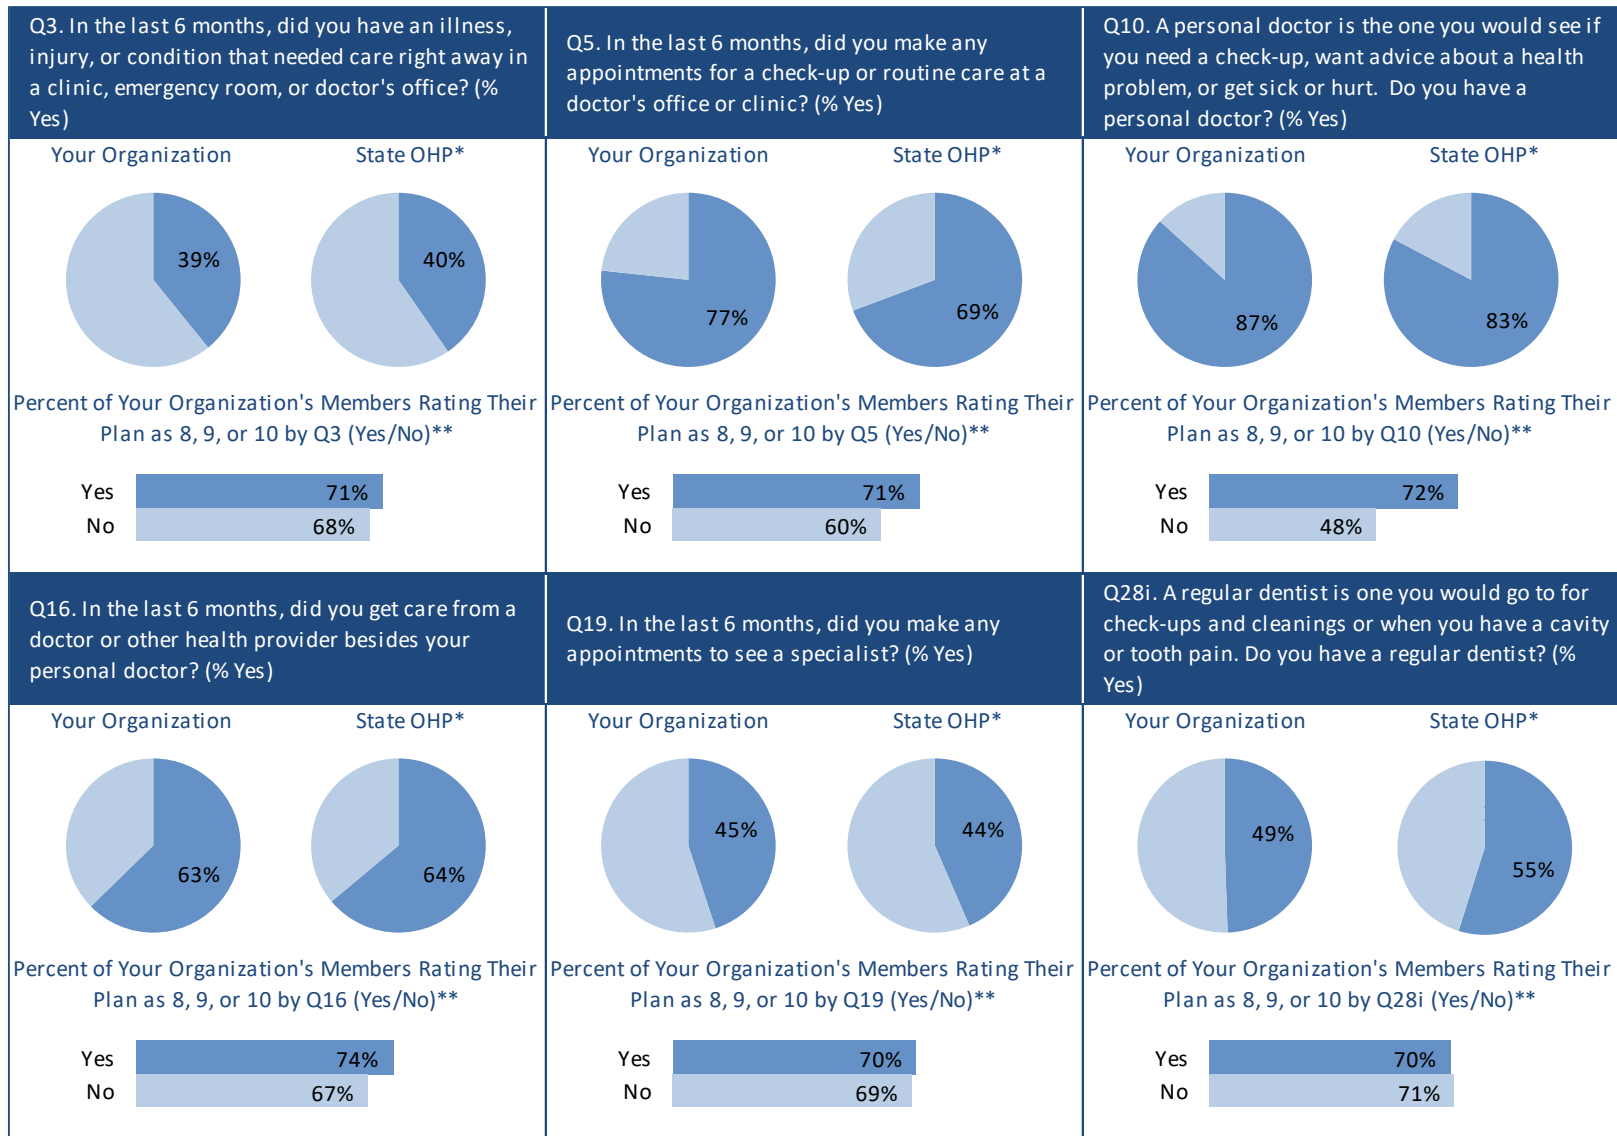 Q3. In the last 6 months, did you have an illness,
injury, or condition that needed care right away in
a clinic, emergency room, or doctor's office? (%
Yes)
Q5. In the last 6 months, did you make any
appointments for a check-up or routine care at a
doctor's office or clinic? (% Yes)
Q10. A personal doctor is the one you would see if
you need a check-up, want advice about a health
problem, or get sick or hurt. Do you have a
personal doctor? (% Yes)
Your Organization
State OHP*
39%
40%
Percent of Your Organization's Members Rating Their
Plan as 8, 9, or 10 by Q3 (Yes/No)**
Yes 71%
No 68%
Your Organization
State OHP*
77%
69%
Percent of Your Organization's Members Rating Their
Plan as 8, 9, or 10 by Q5 (Yes/No)**
Yes 71%
No 60%
Your Organization
State OHP*
87%
83%
Percent of Your Organization's Members Rating Their
Plan as 8, 9, or 10 by Q10 (Yes/No)**
Yes 72%
No 48%
Q16. In the last 6 months, did you get care from a
doctor or other health provider besides your
personal doctor? (% Yes)
Q19. In the last 6 months, did you make any
appointments to see a specialist? (% Yes)
Q28i. A regular dentist is one you would go to for
check-ups and cleanings or when you have a cavity
or tooth pain. Do you have a regular dentist? (%
Yes)
Your Organization
State OHP*
63%
64%
Percent of Your Organization's Members Rating Their
Plan as 8, 9, or 10 by Q16 (Yes/No)**
Yes 74%
No 67%
Your Organization
State OHP*
45%
44%
Percent of Your Organization's Members Rating Their
Plan as 8, 9, or 10 by Q19 (Yes/No)**
Yes 70%
No 69%
Your Organization
State OHP*
49%
55%
Percent of Your Organization's Members Rating Their
Plan as 8, 9, or 10 by Q28i (Yes/No)**
Yes 70%
No 71%